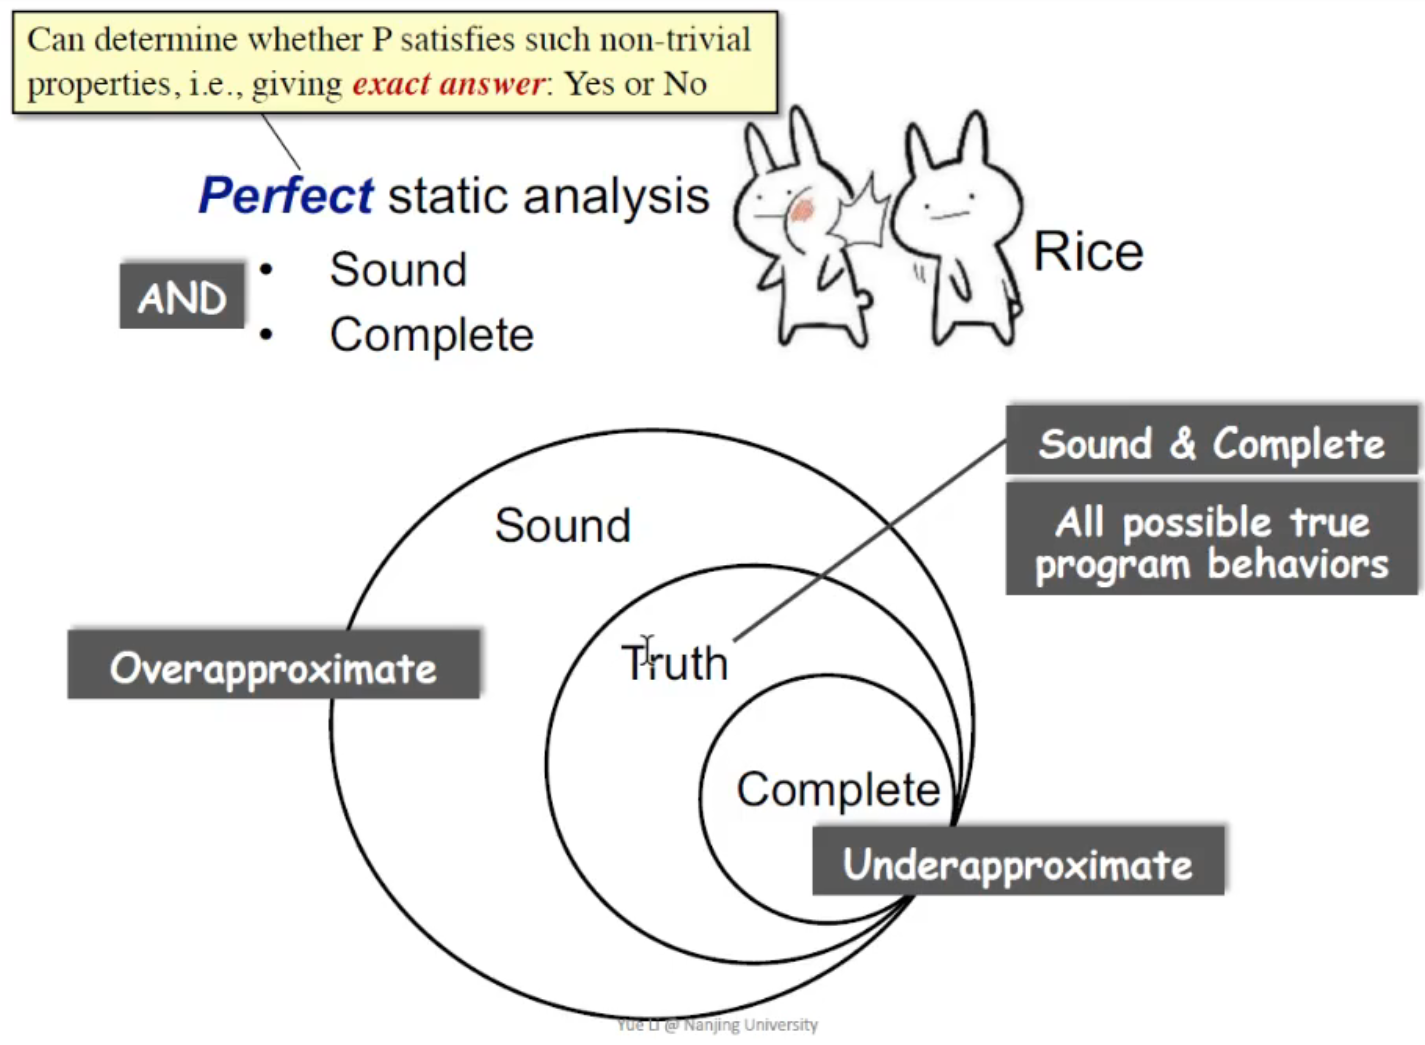 Can determine whether P satisfies such non-trivial
properties, i.e., giving exact answer: Yes or No
Perfect static analysis
AND
• Sound
• Complete
Rice
Sound & Complete
All possible true
program behaviors
Sound
Truth
Overapproximate
Complete
Underapproximate
Yue Li @ Nanjing University